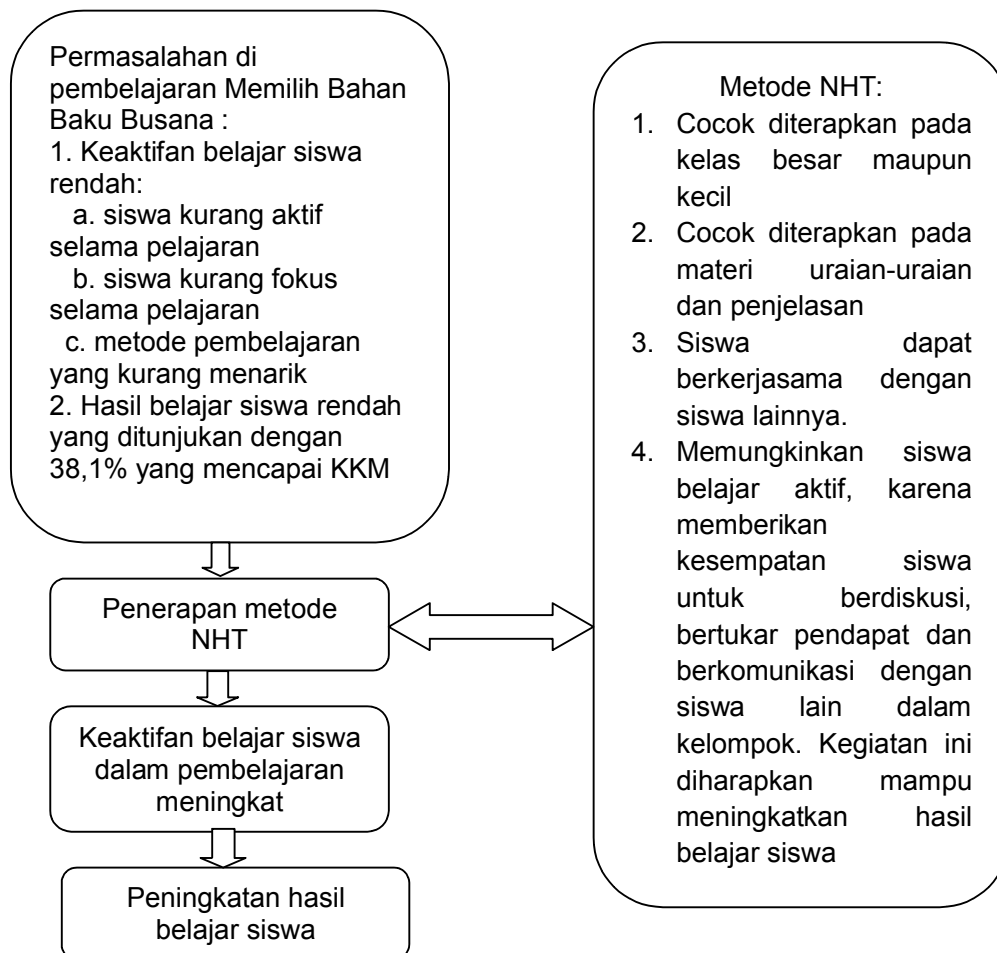 Permasalahan di
pembelajaran Memilih Bahan
Baku Busana :
1. Keaktifan belajar siswa
rendah:
a. siswa kurang aktif
selama pelajaran
b. siswa kurang fokus
selama pelajaran
c. metode pembelajaran
yang kurang menarik
2. Hasil belajar siswa rendah
yang ditunjukan dengan
38,1% yang mencapai KKM
Penerapan metode
NHT
Keaktifan belajar siswa
dalam pembelajaran
meningkat
Peningkatan hasil
belajar siswa
Metode NHT:
1. Cocok diterapkan pada
kelas besar maupun
kecil
2. Cocok diterapkan pada
materi uraian-uraian
dan penjelasan
3. Siswa dapat
berkerjasama dengan
siswa lainnya.
4. Memungkinkan siswa
belajar aktif, karena
memberikan
kesempatan siswa
untuk berdiskusi,
bertukar pendapat dan
berkomunikasi dengan
siswa lain dalam
kelompok. Kegiatan ini
diharapkan mampu
meningkatkan hasil
belajar siswa